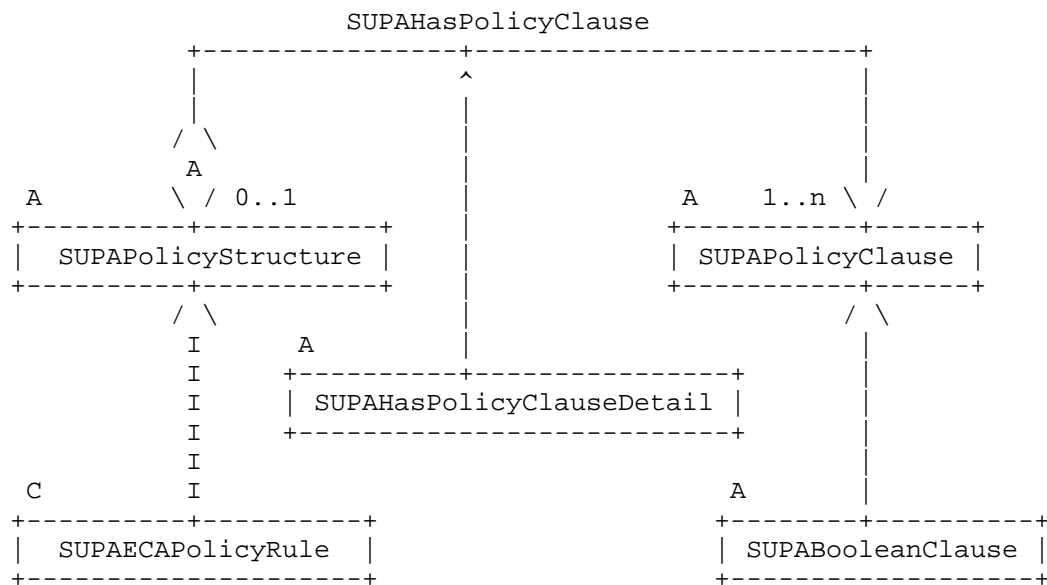 SUPAHasPolicyClause
A
A 0..1 A 1..n
SUPAPolicyStructure SUPAPolicyClause
I A
I
I SUPAHasPolicyClauseDetail
I
I
C I A
SUPAECAPolicyRule SUPABooleanClause